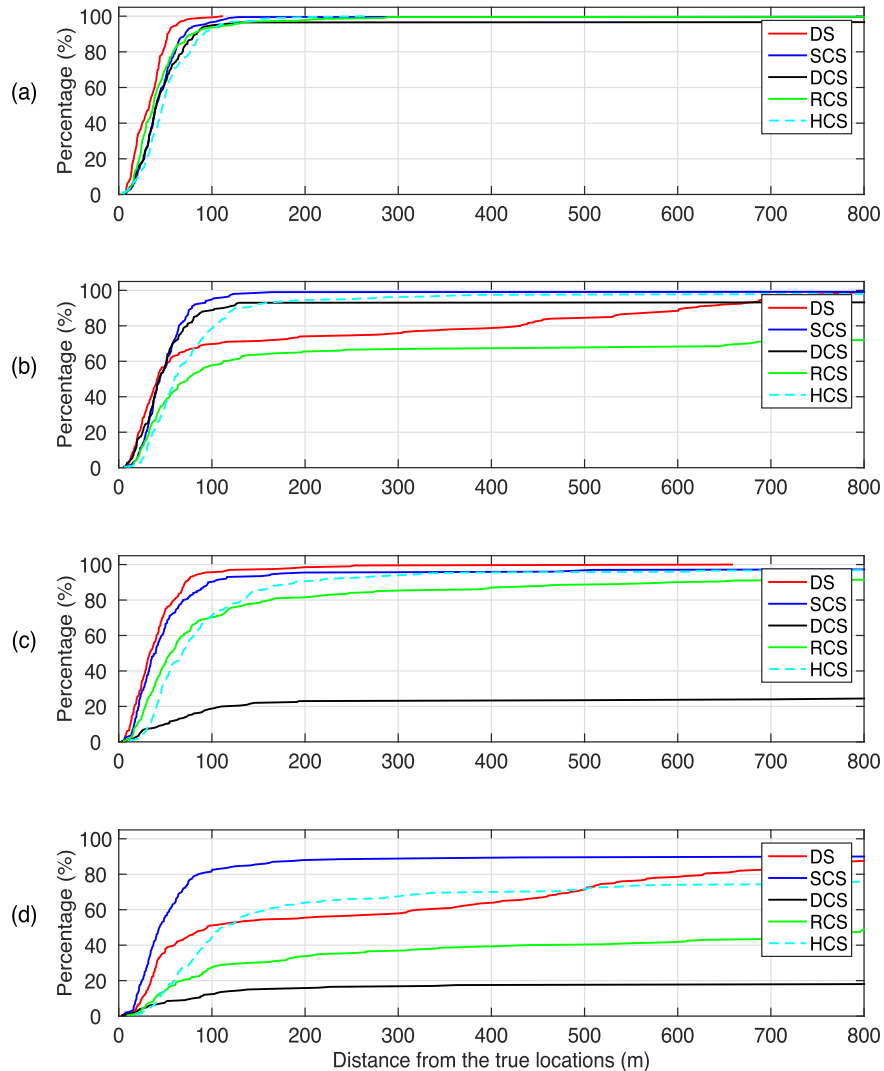 (a)
Percentage (%)
100
80
60
40
20
0
0 100 200 300 400 500 600 700 800
DS
SCS
DCS
RCS
HCS
(b)
Percentage (%)
100
80
60
40
20
0
0 100 200 300 400 500 600 700 800
DS
SCS
DCS
RCS
HCS
(c)
Percentage (%)
100
80
60
40
20
0
0 100 200 300 400 500 600 700 800
DS
SCS
DCS
RCS
HCS
(d)
Percentage (%)
100
80
60
40
20
0
0 100 200 300 400 500 600 700 800
DS
SCS
DCS
RCS
HCS
Distance from the true locations (m)